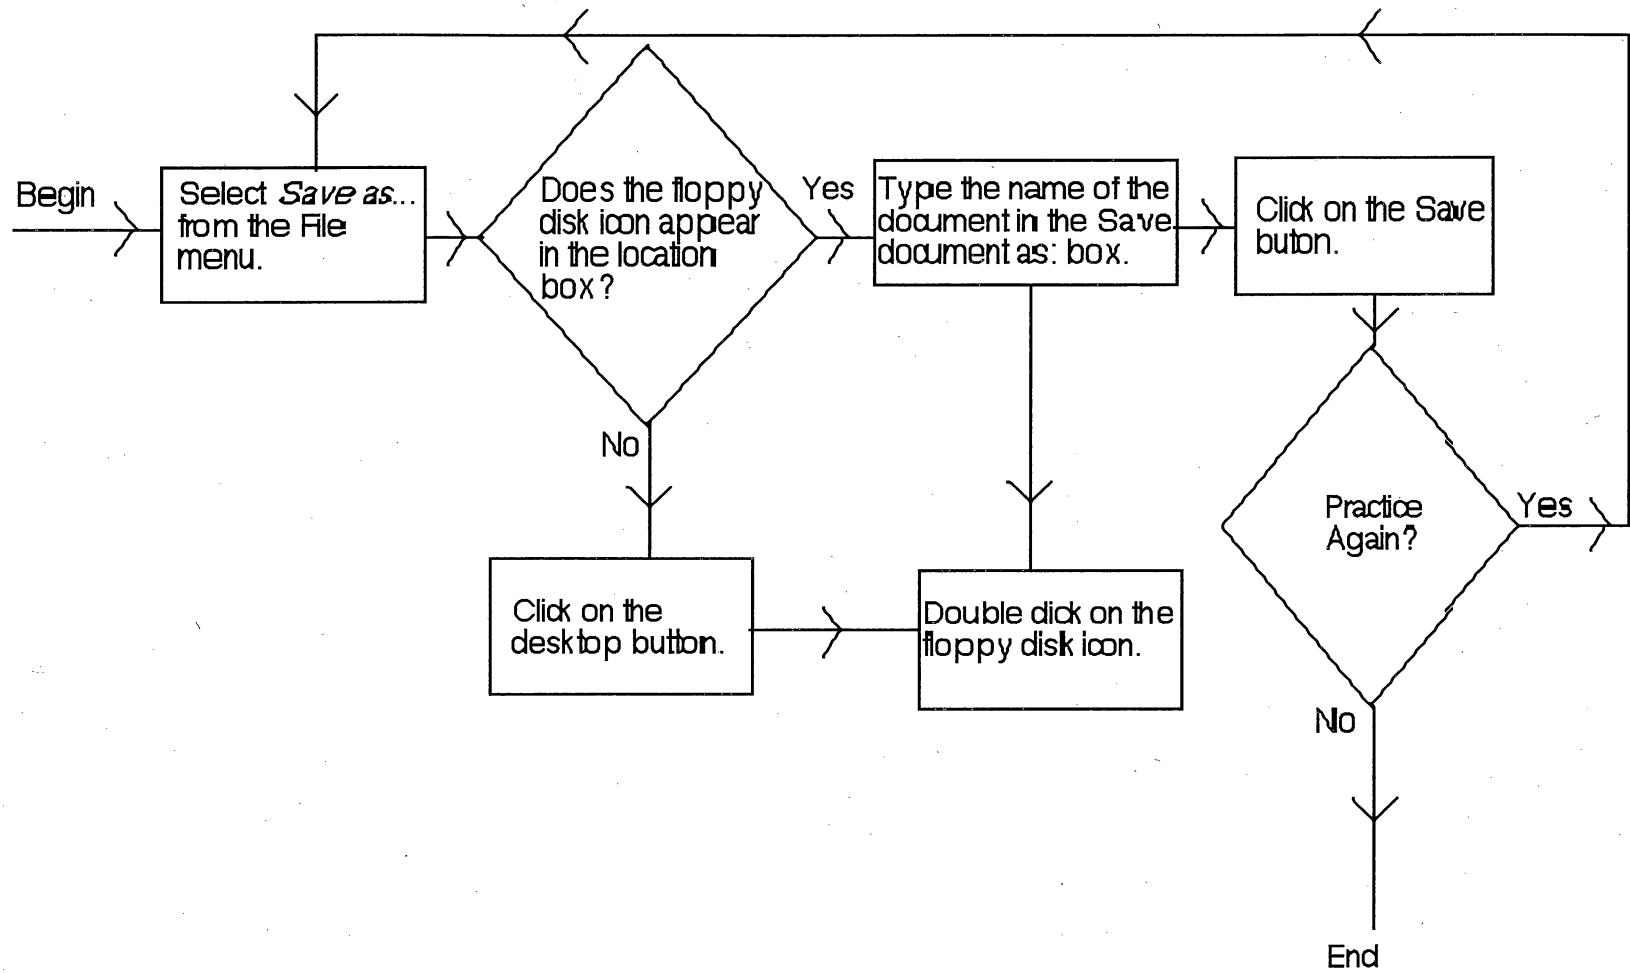 Begin
Select Save as...
from the File
menu.
Does the floppy
disk icon appear
in the location
box?
Yes
Type the name of the
document in the Save
document as: box.
Click on the Save
buton.
No
Practice
Again?
Yes
Click on the
desktop button.
Double click on the
floppy disk icon.
No
End